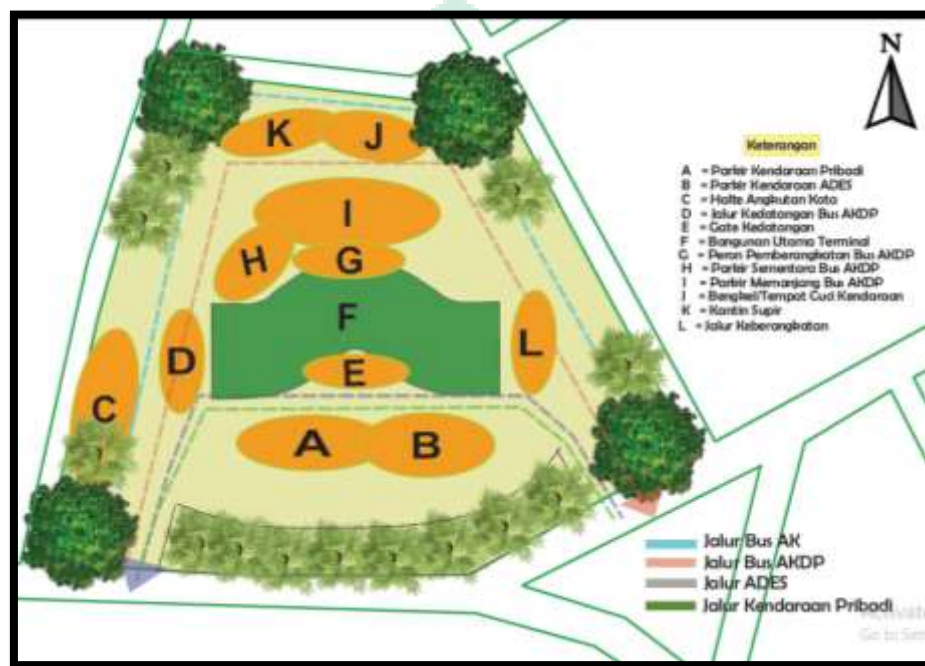 N
Keterangan
A = Parkir Kendaraan Pribadi
B = Parkir Kendaraan ADES
C = Halte Angkutan Kota
D = Jalur Kedatangan Bus AKDP
E = Gate Kedatangan
F = Bangunan Utama Terminal
G = Peron Pemberangkatan Bus AKDP
H = Parkir Sementara Bus AKDP
I = Parkir Memanjang Bus AKDP
J = Bengkel/Tempat Cuci Kendaraan
K = Kantin Supir
L = Jalur Keberangkatan
K
J
I
H
G
F
D
L
E
C
A
B
Jalur Bus AK
Jalur Bus AKDP
Jalur ADES
Jalur Kendaraan Pribadi